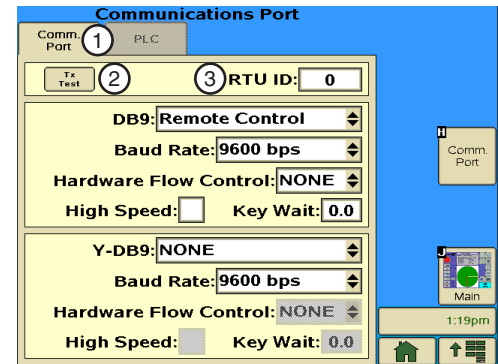 Communications Port
Comm. Port
1
PLC
Tx Test
2
3
RTU ID: 0
DB9: Remote Control
Baud Rate: 9600 bps
Hardware Flow Control: NONE
High Speed: Key Wait: 0.0
Y-DB9: NONE
Baud Rate: 9600 bps
Hardware Flow Control: NONE
High Speed: Key Wait: 0.0
H
Comm. Port
J
Main
1:19pm